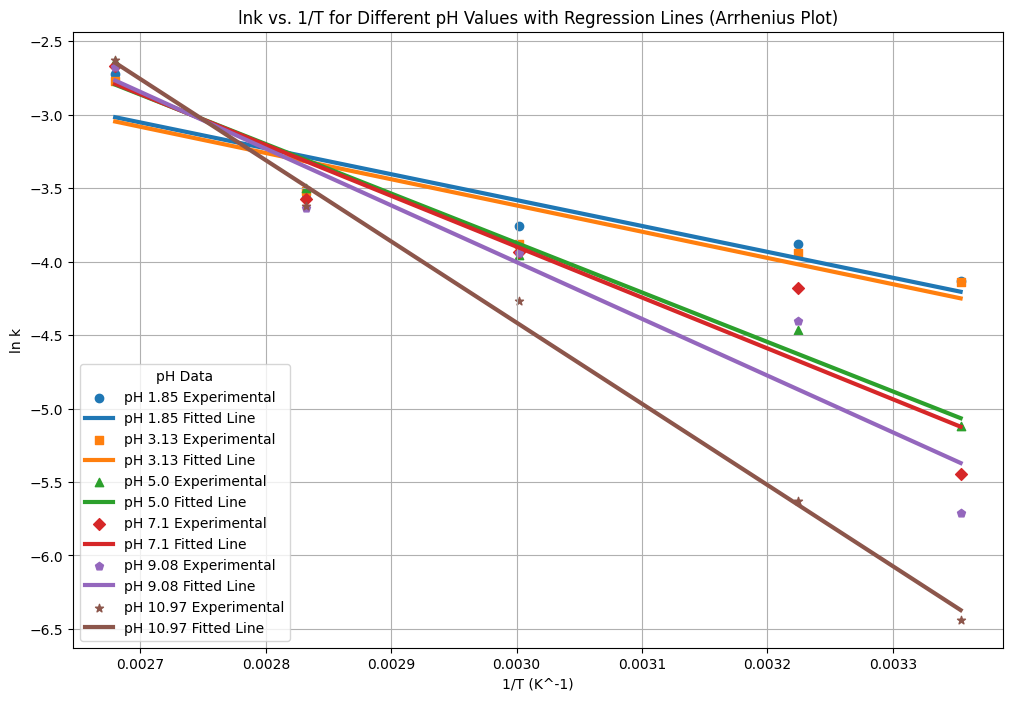 lnk vs. 1/T for Different pH Values with Regression Lines (Arrhenius Plot)
−2.5
−3.0
−3.5
−4.0
−4.5
−5.0
−5.5
−6.0
−6.5
ln k
pH Data
pH 1.85 Experimental
pH 1.85 Fitted Line
pH 3.13 Experimental
pH 3.13 Fitted Line
pH 5.0 Experimental
pH 5.0 Fitted Line
pH 7.1 Experimental
pH 7.1 Fitted Line
pH 9.08 Experimental
pH 9.08 Fitted Line
pH 10.97 Experimental
pH 10.97 Fitted Line
0.0027 0.0028 0.0029 0.0030 0.0031 0.0032 0.0033
1/T (K^-1)